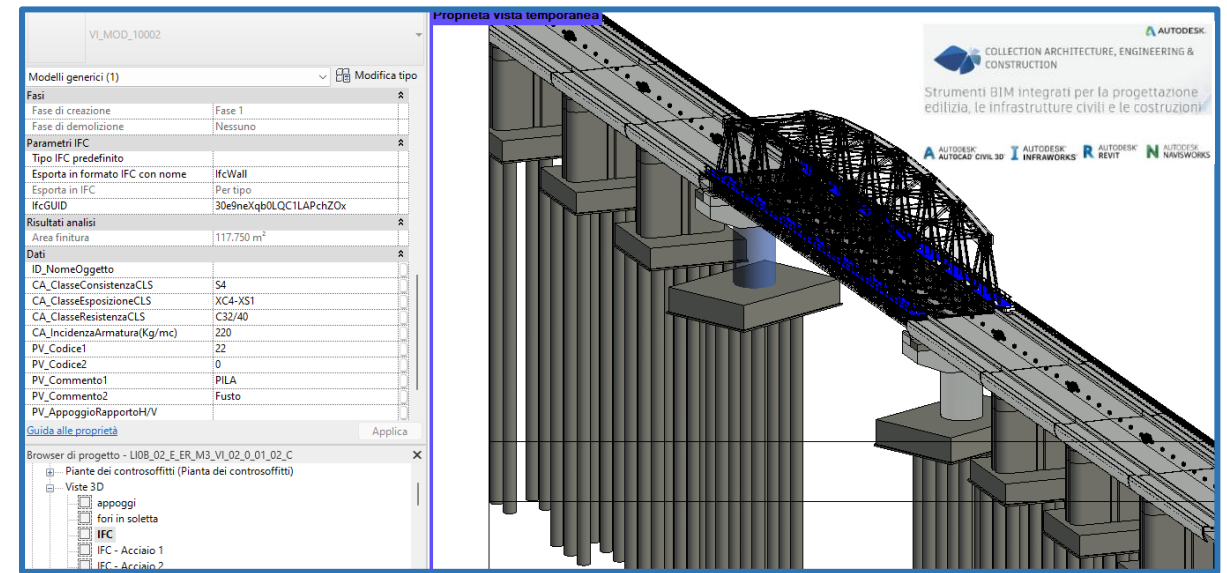 VI_MOD_10002
Modelli generici (1)
Modifica tipo
Fasi
Fase di creazione Fase 1
Fase di demolizione Nessuno
Parametri IFC
Tipo IFC predefinito
Esporta in formato IFC con nome IfcWall
Esporta in IFC Per tipo
IfcGUID 30e9neXqb0LQC1LAPchZOx
Risultati analisi
Area finitura 117.750 m²
Dati
ID_NomeOggetto
CA_ClasseConsistenzaCLS S4
CA_ClasseEsposizioneCLS XC4-XS1
CA_ClasseResistenzaCLS C32/40
CA_IncidenzaArmatura(Kg/mc) 220
PV_Codice1 22
PV_Codice2 0
PV_Commento1 PILA
PV_Commento2 Fusto
PV_AppoggioRapportoH/V
Guida alle proprietà
Applica
Browser di progetto - LI0B_02_E_ER_M3_VI_02_0_01_02_C
Piante dei controsoffitti (Pianta dei controsoffitti)
Viste 3D
appoggi
fori in soletta
IFC
IFC - Acciaio 1
IFC - Acciaio 2
Proprietà vista temporanea
AUTODESK.
COLLECTION ARCHITECTURE, ENGINEERING &
CONSTRUCTION
Strumenti BIM integrati per la progettazione
edilizia, le infrastrutture civili e le costruzioni
A AUTODESK' AUTOCAD' CIVIL 3D'
I AUTODESK' INFRAWORKS'
R AUTODESK' REVIT'
N AUTODESK' NAVISWORKS'